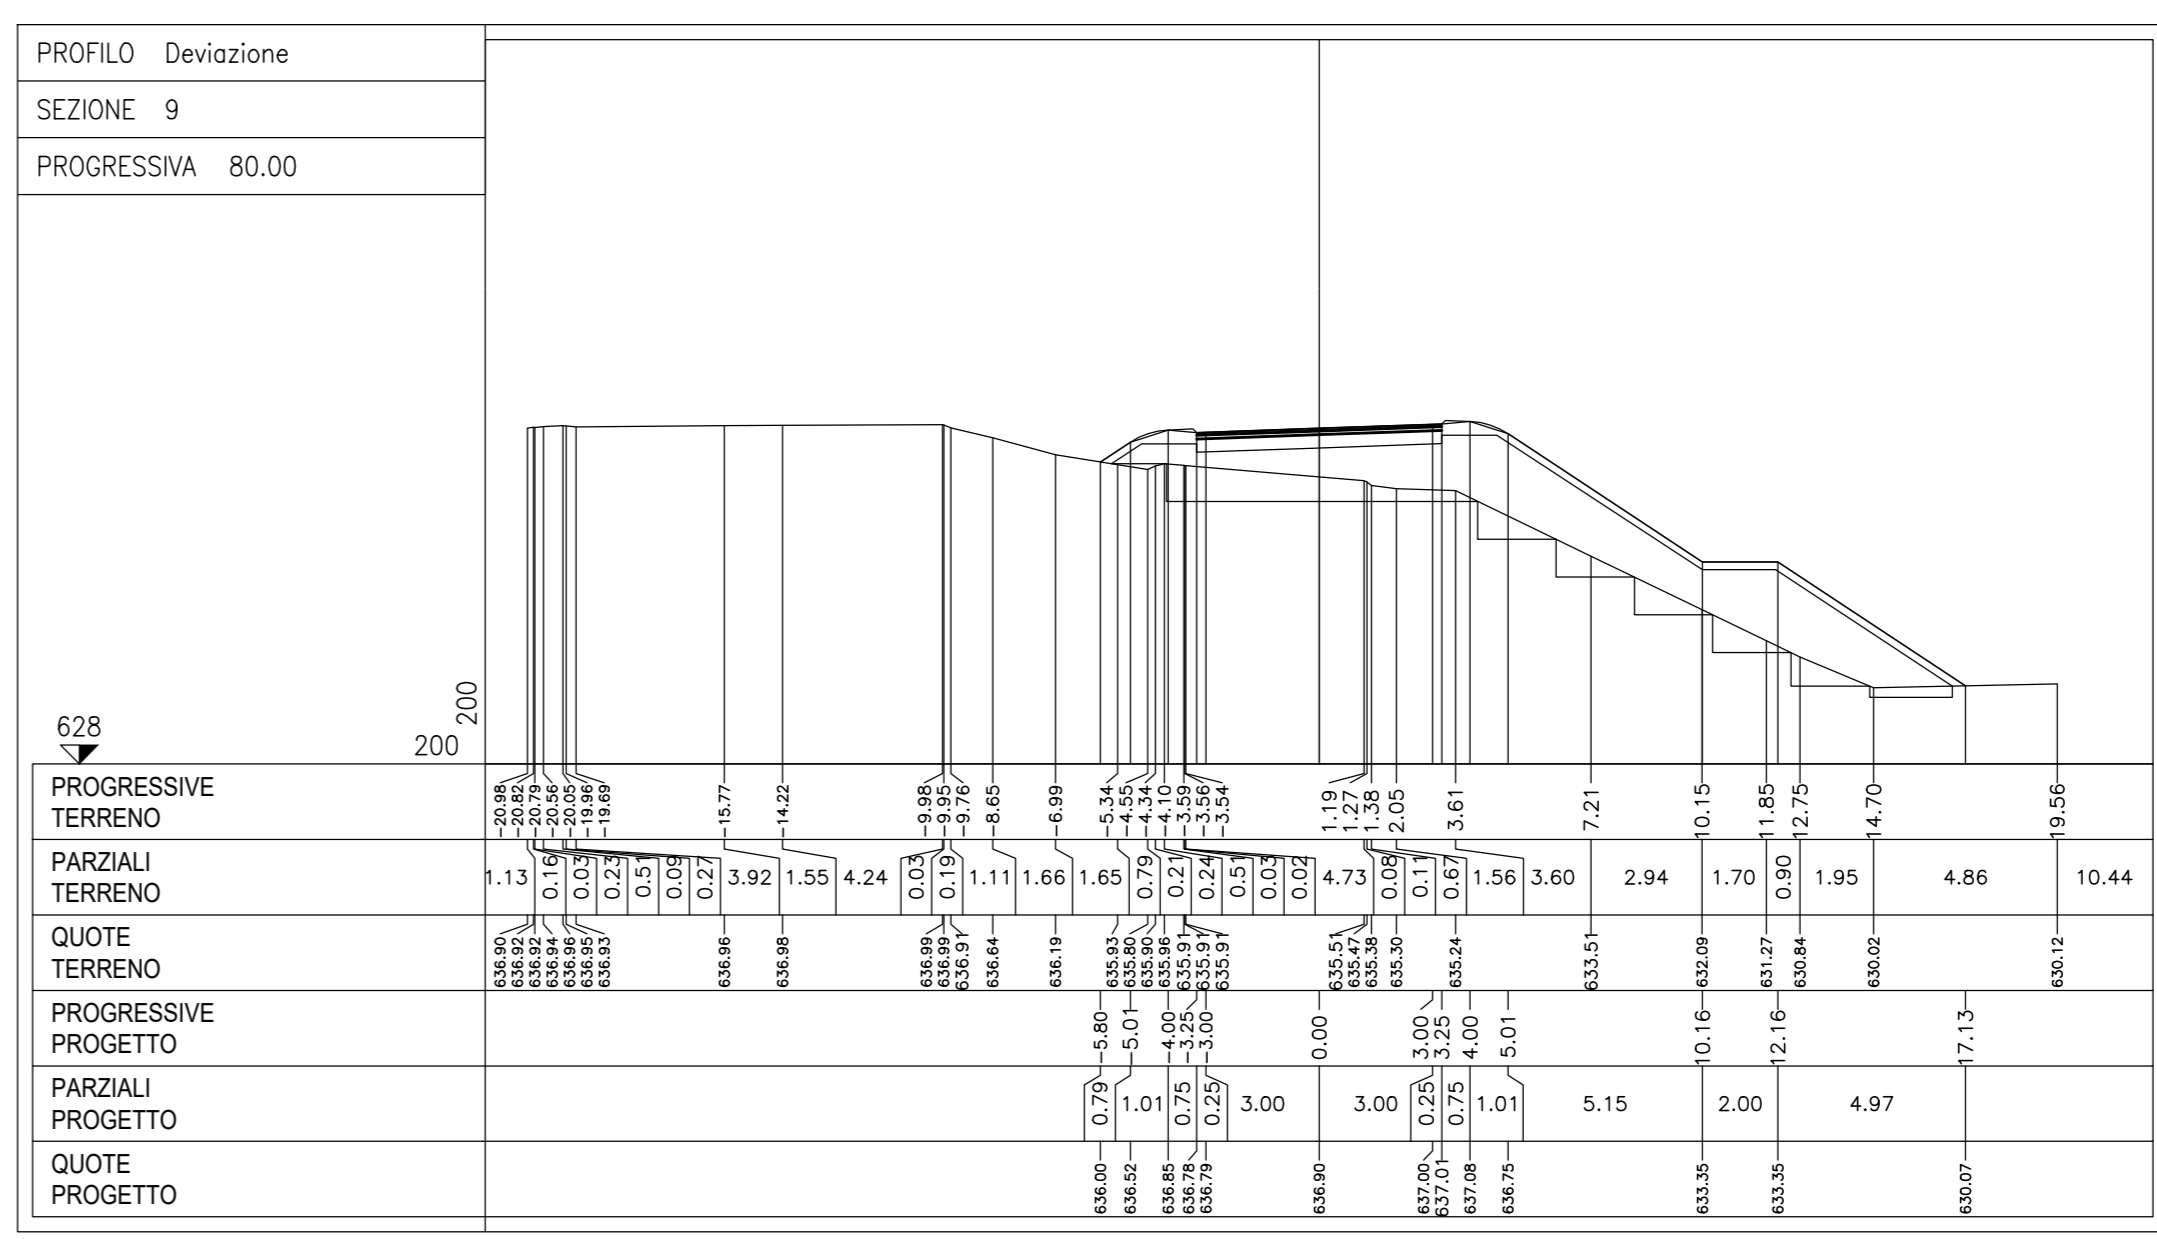 PROFILO Deviazione
SEZIONE 9
PROGRESSIVA 80.00
628
200
200
PROGRESSIVE
TERRENO
-20.98 -20.82 -20.79 -20.56 -20.05 -19.96 -19.69 -15.77 -14.22 -9.98 -9.95 -9.76 -8.65 -6.99 -5.34 -4.55 -4.34 -4.10 -3.59 -3.56 -3.54 1.19 1.27 1.38 2.05 3.61 7.21 10.15 11.85 12.75 14.70 19.56
PARZIALI
TERRENO
1.13 0.16 0.03 0.23 0.51 0.09 0.27 3.92 1.55 4.24 0.03 0.19 1.11 1.66 1.65 0.79 0.21 0.24 0.51 0.03 0.02 4.73 0.08 0.11 0.67 1.56 3.60 2.94 1.70 0.90 1.95 4.86 10.44
QUOTE
TERRENO
636.90 636.92 636.92 636.94 636.96 636.95 636.93 636.96 636.98 636.99 636.99 636.91 636.64 636.19 635.93 635.80 635.90 635.96 635.91 635.91 635.91 635.51 635.47 635.38 635.30 635.24 633.51 632.09 631.27 630.84 630.02 630.12
PROGRESSIVE
PROGETTO
-5.80 -5.01 -4.00 -3.25 -3.00 0.00 3.00 3.25 4.00 5.01 10.16 12.16 17.13
PARZIALI
PROGETTO
0.79 1.01 0.75 0.25 3.00 3.00 0.25 0.75 1.01 5.15 2.00 4.97
QUOTE
PROGETTO
636.00 636.52 636.85 636.78 636.79 636.90 637.00 637.01 637.08 636.75 633.35 633.35 630.07